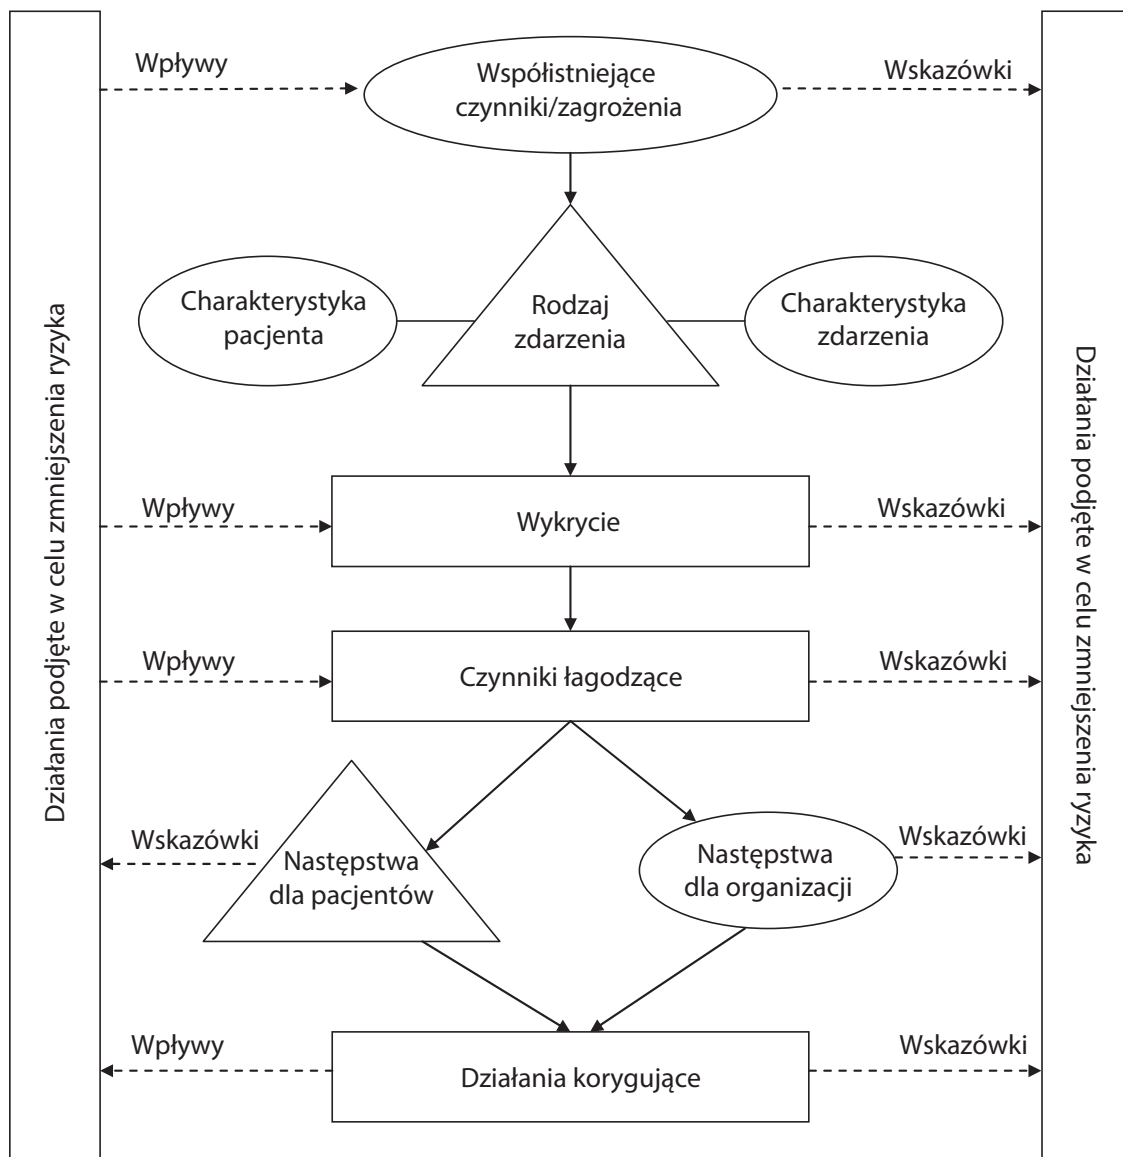 Działania podjęte w celu zmniejszenia ryzyka
Wpływy
Współistniejące
czynniki/zagrożenia
Wskazówki
Charakterystyka
pacjenta
Rodzaj
zdarzenia
Charakterystyka
zdarzenia
Wpływy
Wykrycie
Wskazówki
Wpływy
Czynniki łagodzące
Wskazówki
Wskazówki
Następstwa
dla pacjentów
Następstwa
dla organizacji
Wskazówki
Wpływy
Działania korygujące
Wskazówki
Działania podjęte w celu zmniejszenia ryzyka